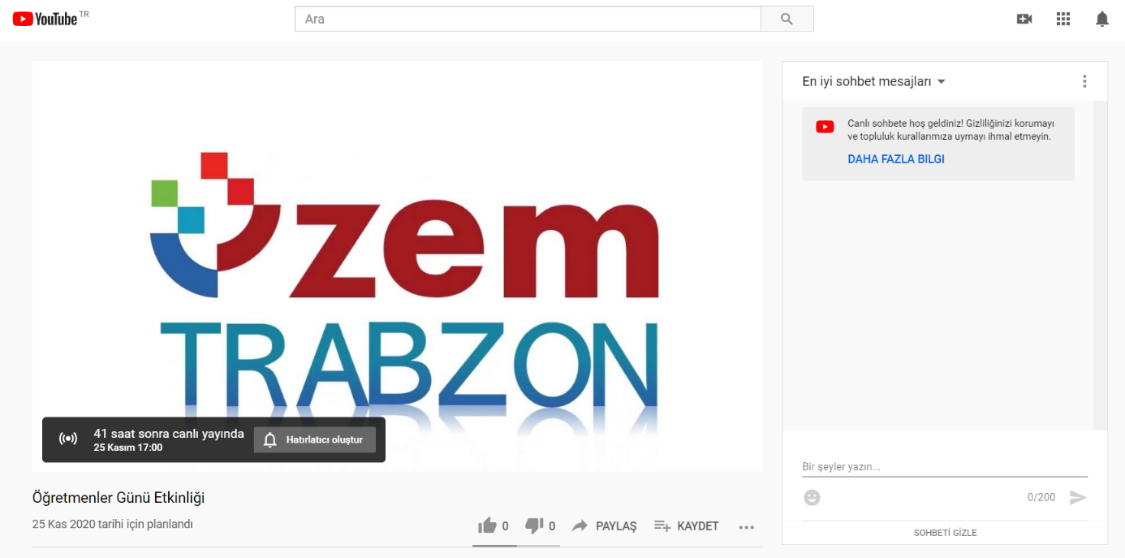 YouTube TR
Ara
En iyi sohbet mesajları
Canlı sohbete hoş geldiniz! Gizliliğinizi korumayı
ve topluluk kurallarımıza uymayı ihmal etmeyin.
DAHA FAZLA BILGI
üzem
TRABZON
41 saat sonra canlı yayında
25 Kasım 17:00
Hatırlatıcı oluştur
Öğretmenler Günü Etkinliği
25 Kas 2020 tarihi için planlandı
0
0
PAYLAŞ
KAYDET
Bir şeyler yazın...
0/200
SOHBETİ GİZLE